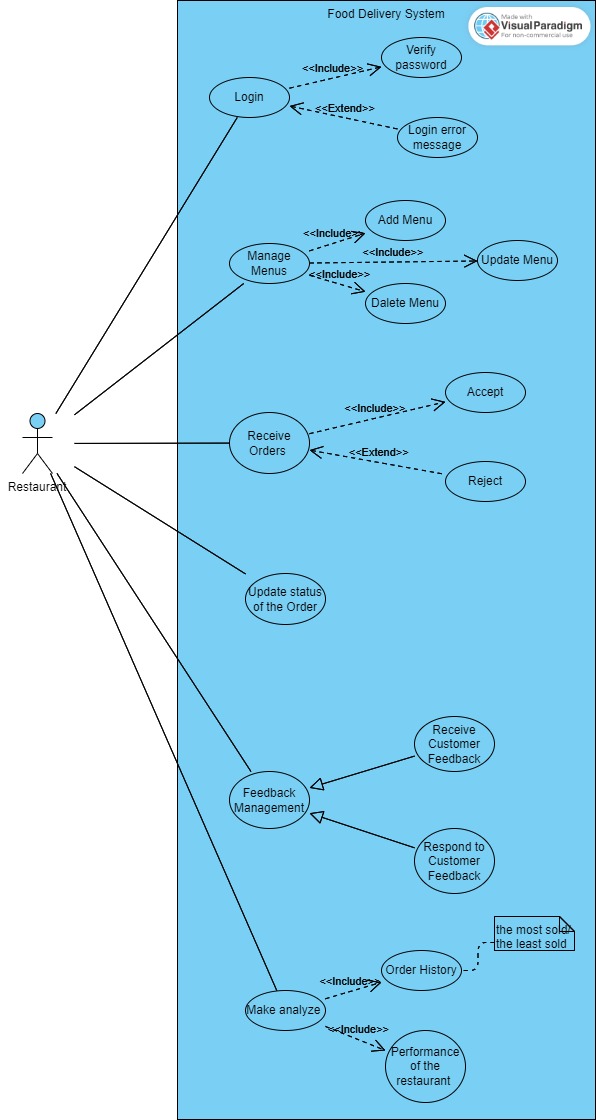 Food Delivery System
Made with
VisualParadigm
For non-commercial use
Verify
password
<<Include>>
Login
<<Extend>>
Login error
message
Add Menu
<<Include>>
Manage
Menus
<<Include>>
Update Menu
<<Include>>
Dalete Menu
Accept
<<Include>>
Receive
Orders
<<Extend>>
Reject
Restaurant
Update status
of the Order
Receive
Customer
Feedback
Feedback
Management
Respond to
Customer
Feedback
the most sold/
the least sold
Order History
<<Include>>
Make analyze
<<Include>>
Performance
of the
restaurant